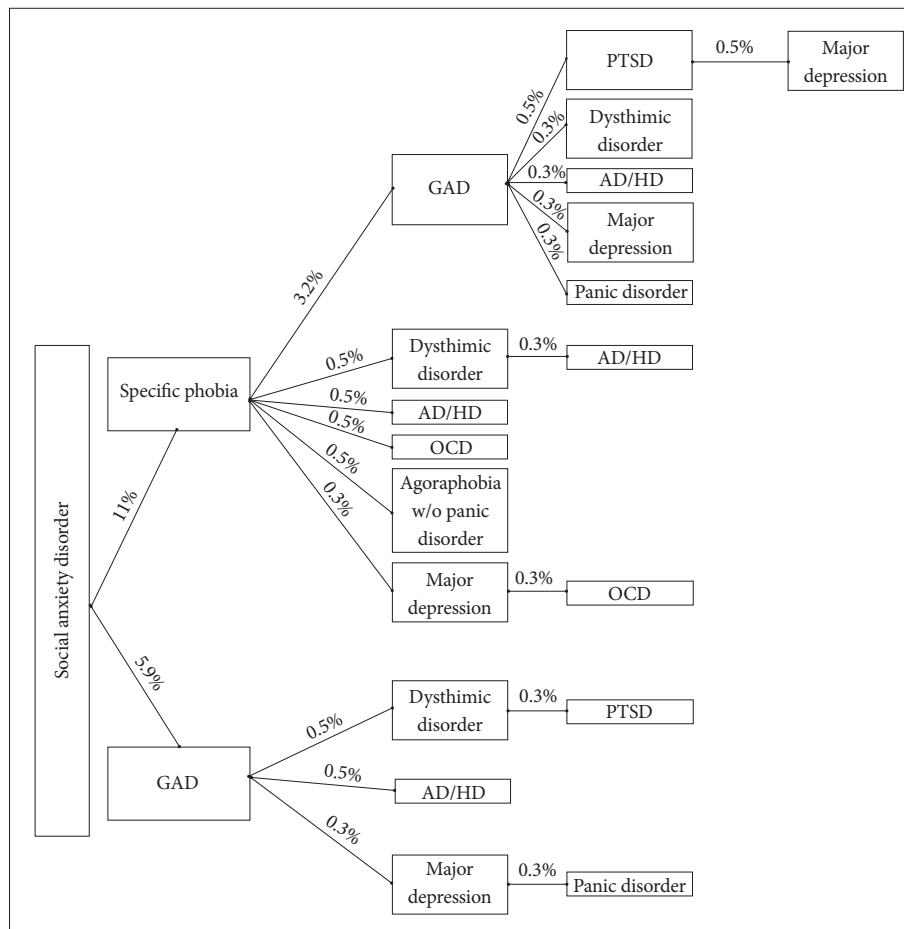 PTSD
0.5%
Major
depression
0.5%
0.3%
Dysthimic
disorder
GAD
0.3%
AD/HD
0.3%
Major
depression
0.3%
Panic disorder
3.2%
Social anxiety disorder
Specific phobia
0.5%
Dysthimic
disorder
0.3%
AD/HD
0.5%
AD/HD
0.5%
OCD
0.5%
Agoraphobia
w/o panic
disorder
0.3%
Major
depression
0.3%
OCD
11%
5.9%
GAD
0.5%
Dysthimic
disorder
0.3%
PTSD
0.5%
AD/HD
0.3%
Major
depression
0.3%
Panic disorder